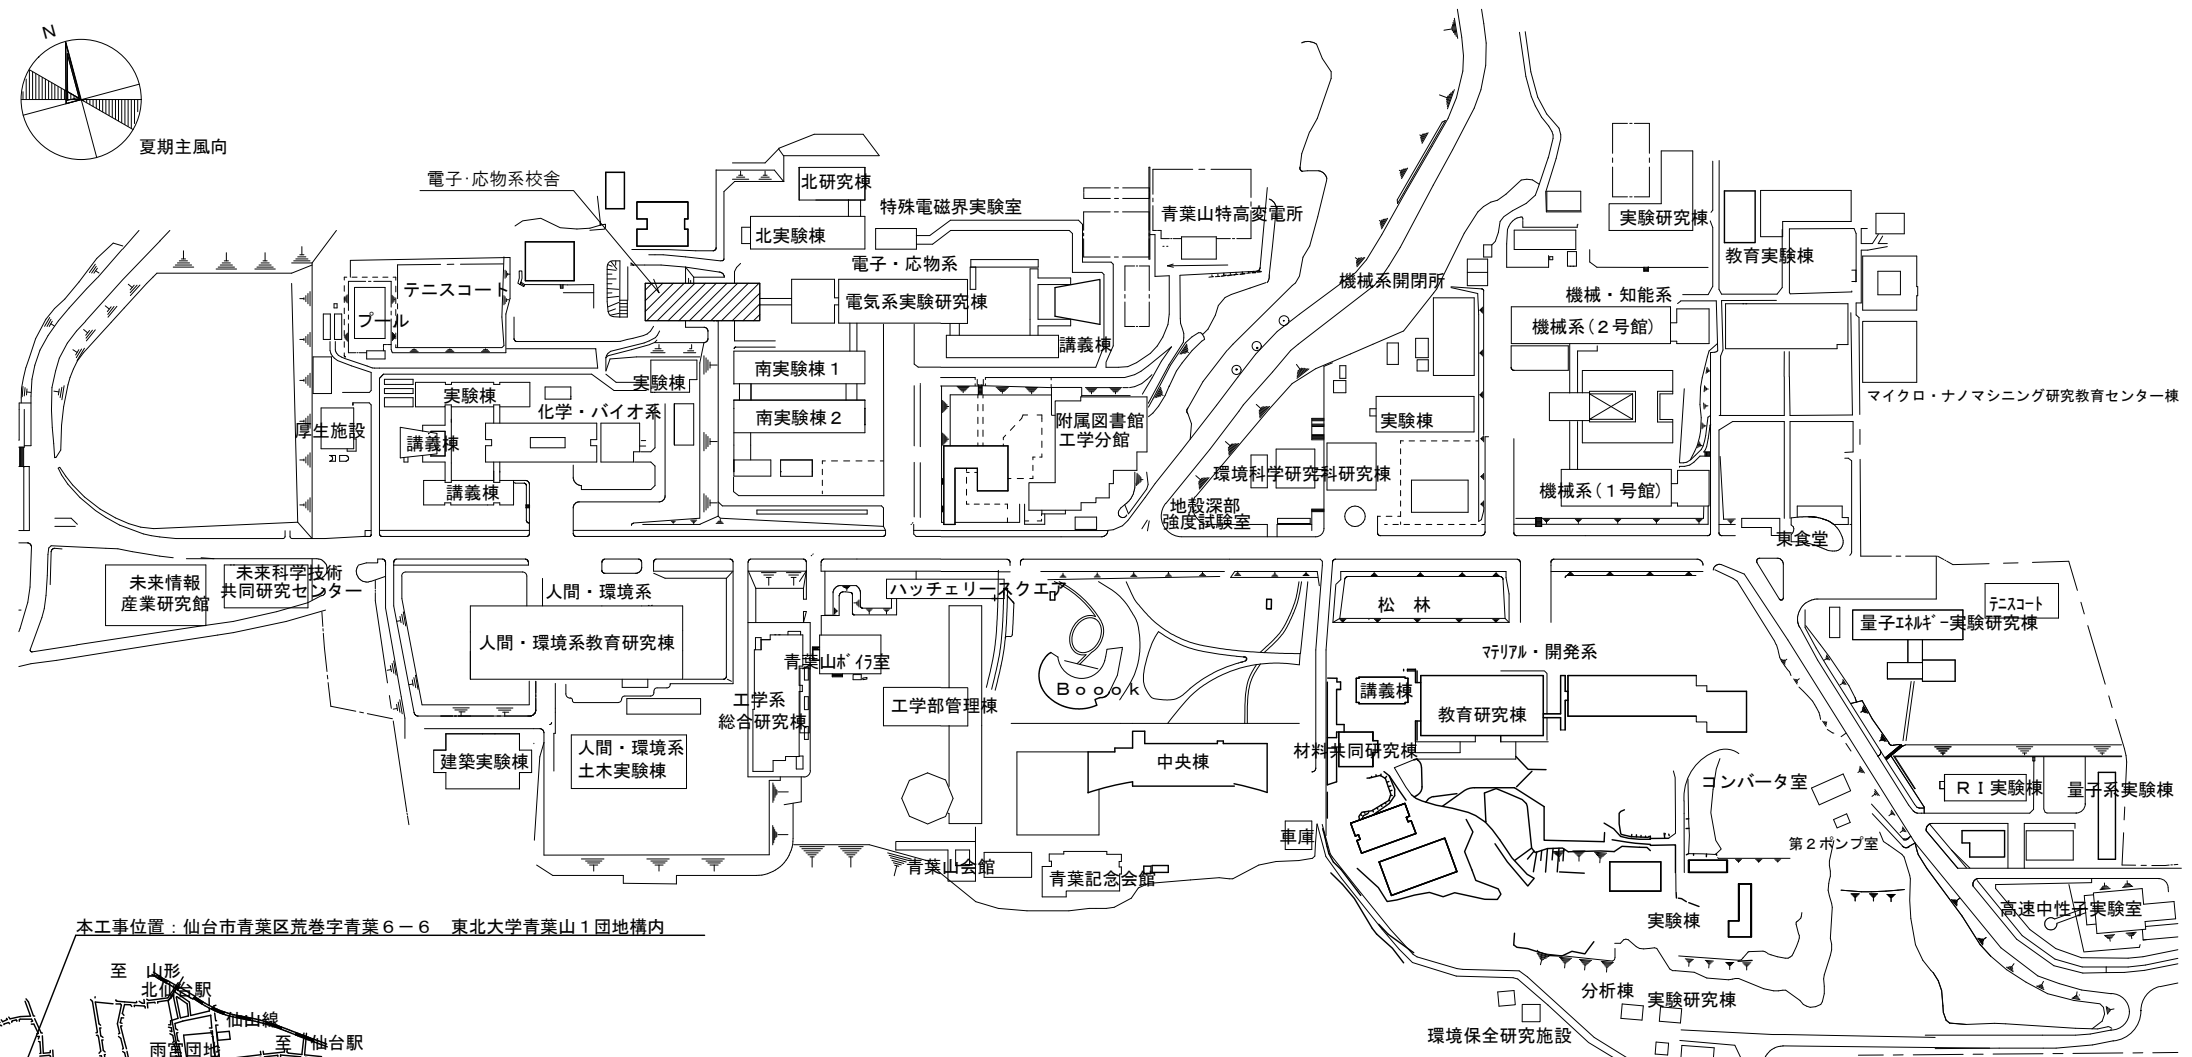 N
夏期主風向
電子・応物系校舎
北研究棟
特殊電磁界実験室
青葉山特高変電所
実験研究棟
北実験棟
教育実験棟
電子・応物系
機械系開閉所
テニスコート
電気系実験研究棟
機械・知能系
プール
機械系(２号館)
講義棟
南実験棟１
実験棟
実験棟
マイクロ・ナノマシニング研究教育センター棟
化学・バイオ系
南実験棟２
附属図書館
工学分館
実験棟
厚生施設
講義棟
環境科学研究科研究棟
講義棟
機械系(１号館)
地殻深部
強度試験室
東食堂
未来情報
産業研究館
未来科学技術
共同研究センター
人間・環境系
ハッチェリースクエア
松　林
ﾃﾆｽｺｰﾄ
量子ｴﾈﾙｷﾞｰ実験研究棟
人間・環境系教育研究棟
青葉山ﾎﾞｲﾗ室
ﾏﾃﾘｱﾙ・開発系
Ｂｏｏｏｋ
講義棟
工学系
総合研究棟
工学部管理棟
教育研究棟
人間・環境系
土木実験棟
建築実験棟
材料共同研究棟
中央棟
コンバータ室
ＲＩ実験棟
量子系実験棟
車庫
第２ポンプ室
青葉山会館
青葉記念会館
実験棟
高速中性子実験室
本工事位置：仙台市青葉区荒巻字青葉６－６　東北大学青葉山１団地構内
至　山形
北仙台駅
仙山線
雨宮団地
至　仙台駅
分析棟
実験研究棟
環境保全研究施設